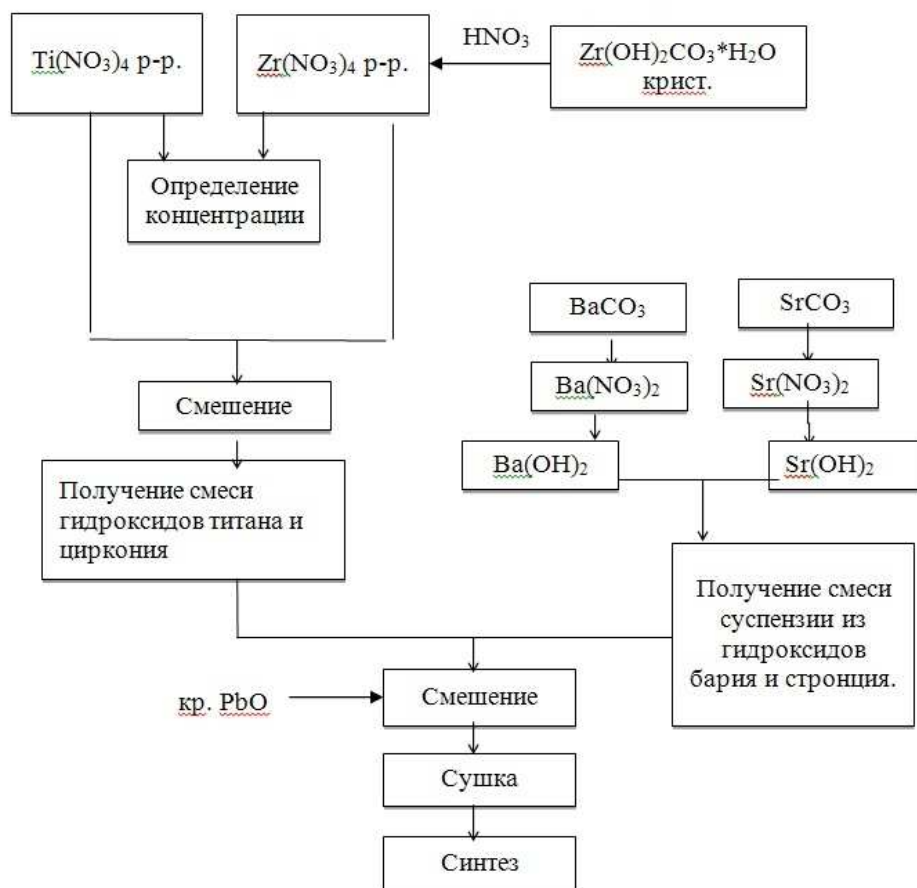 Ti(NO₃)₄ р-р.
Zr(NO₃)₄ р-р.
HNO₃
Zr(OH)₂CO₃*H₂O
крист.
Определение
концентрации
BaCO₃
SrCO₃
Ba(NO₃)₂
Sr(NO₃)₂
Смешение
Ba(OH)₂
Sr(OH)₂
Получение смеси
гидроксидов титана и
циркония
Получение смеси
суспензии из
гидроксидов
бария и стронция.
кр. PbO
Смешение
Сушка
Синтез